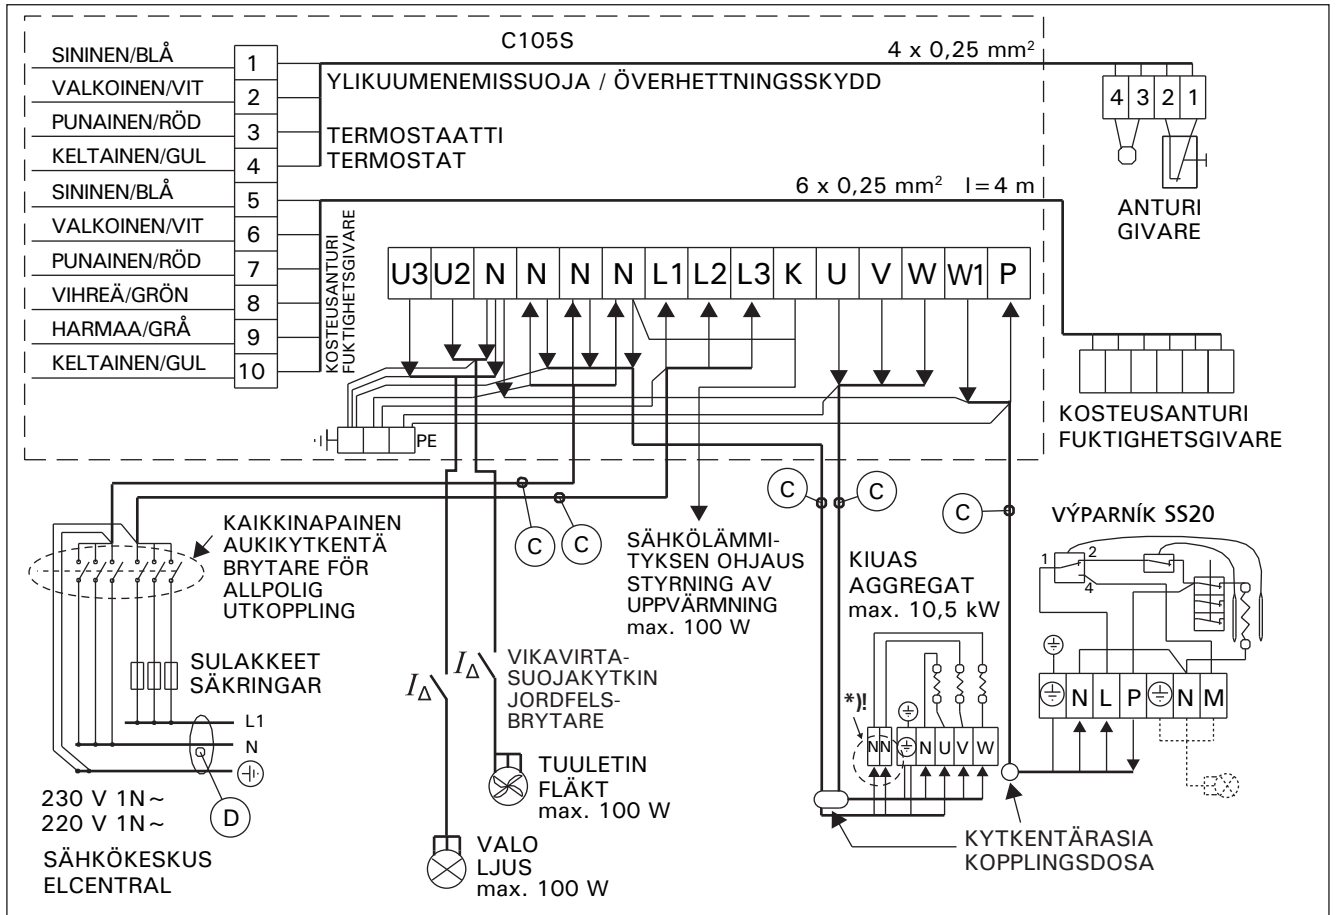 C105S
4 x 0,25 mm²
SININEN/BLÅ 1
VALKOINEN/VIT 2
PUNAINEN/RÖD 3
KELTAINEN/GUL 4
SININEN/BLÅ 5
VALKOINEN/VIT 6
PUNAINEN/RÖD 7
VIHREÄ/GRÖN 8
HARMAA/GRÅ 9
KELTAINEN/GUL 10
YLIKUUMENEMISSUOJA / ÖVERHETTNINGSSKYDD
TERMOSTAATTI
TERMOSTAT
4 3 2 1
ANTURI
GIVARE
6 x 0,25 mm² l=4 m
KOSTEUSANTURI
FUKTIGHETSGIVARE
U3 U2 N N N N L1 L2 L3 K U V W W1 P
KOSTEUSANTURI
FUKTIGHETSGIVARE
PE
C
C
C
C
C
KAIKKINAPAINEN
AUKIKYTKENTÄ
BRYTARE FÖR
ALLPOLIG
UTKOPPLING
SULAKKEET
SÄKRINGAR
L1
N
D
230 V 1N~
220 V 1N~
SÄHKÖKESKUS
ELCENTRAL
IΔ
IΔ
VIKAVIRTA-
SUOJAKYTKIN
JORDFELS-
BRYTARE
TUULETIN
FLÄKT
max. 100 W
VALO
LJUS
max. 100 W
SÄHKÖLÄMMI-
TYKSEN OHJAUS
STYRNING AV
UPPVÄRMNING
max. 100 W
KIUAS
AGGREGAT
max. 10,5 kW
*)!
N N N U V W
VÝPARNÍK SS20
1 2
4
N L P N M
KYTKENTÄRASIA
KOPPLINGSDOSA